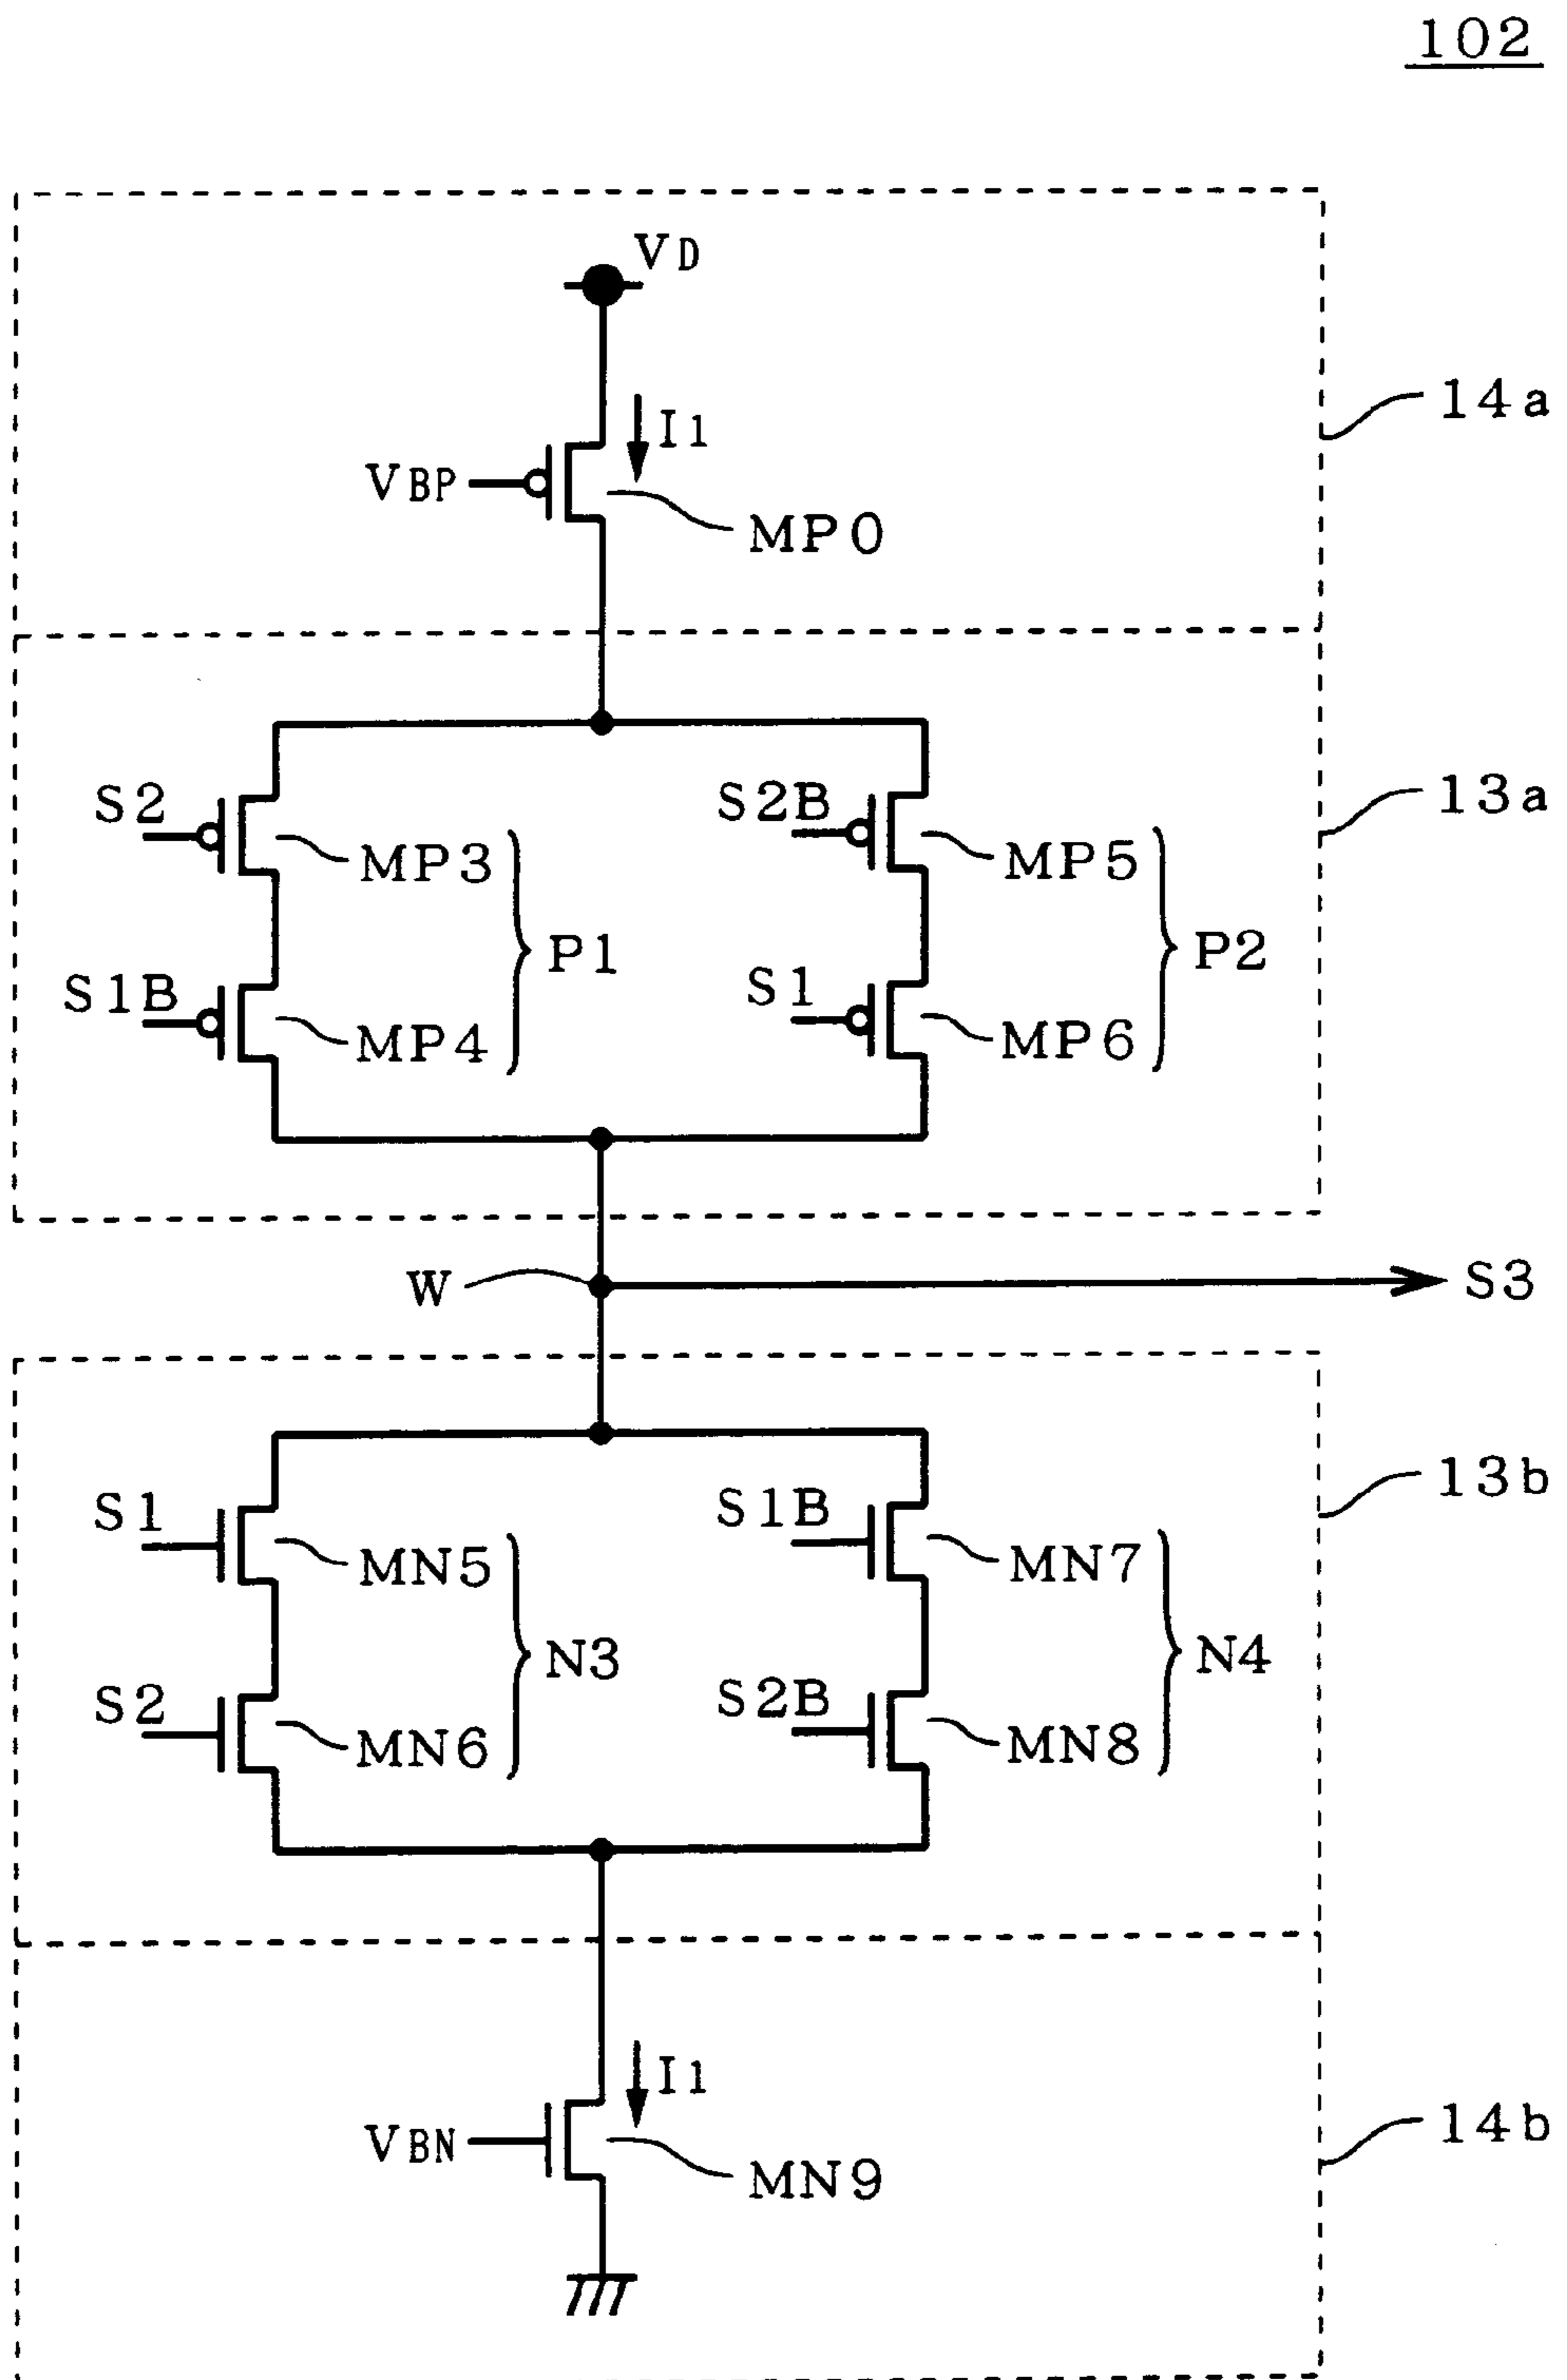 102
VD
I1
14a
VBP
MP0
S2
S2B
13a
MP3
MP5
P1
P2
S1B
S1
MP4
MP6
W
S3
S1
S1B
13b
MN5
MN7
N3
N4
S2
S2B
MN6
MN8
I1
14b
VBN
MN9